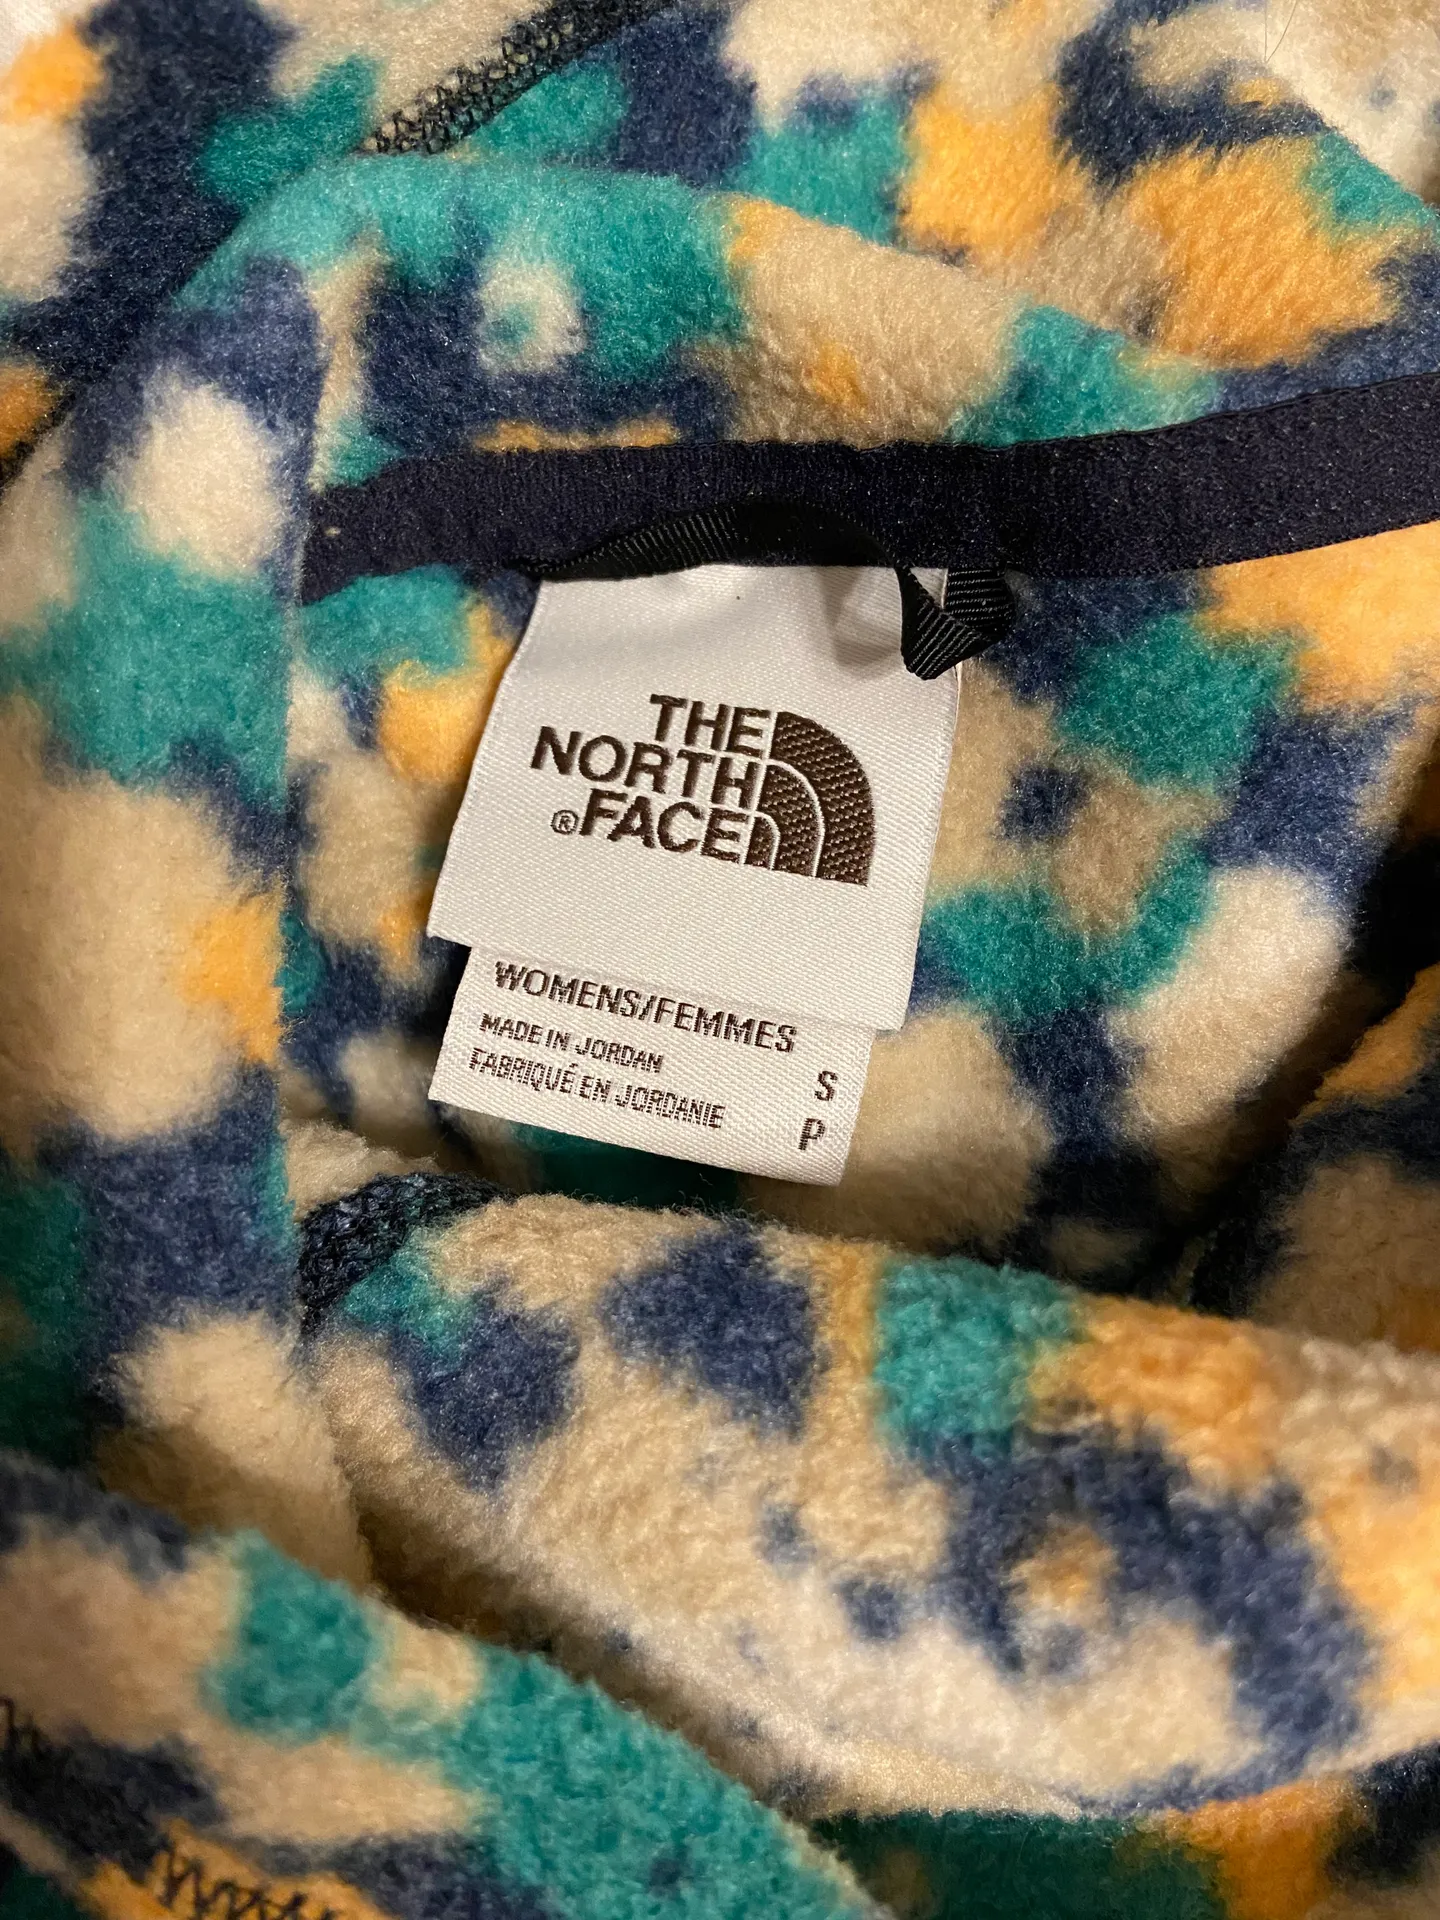 THE
NORTH
®FACE
WOMENS/FEMMES
MADE IN JORDAN
FABRIQUÉ EN JORDANIE
S
P